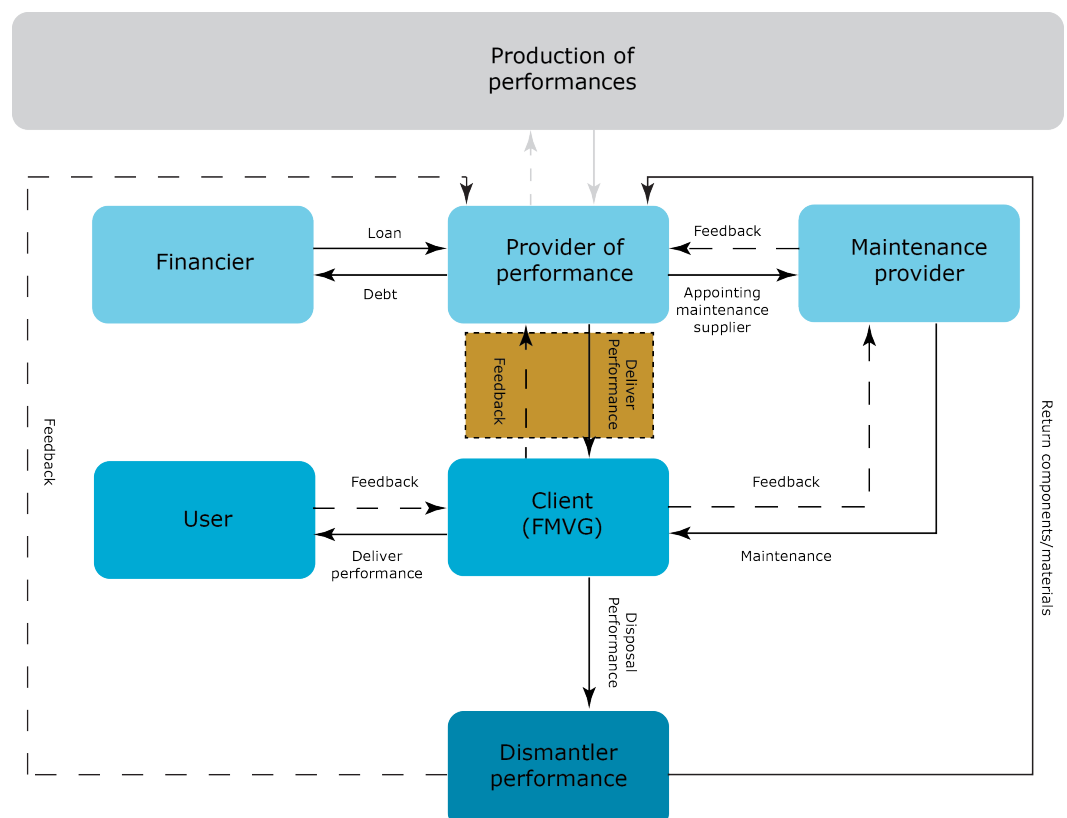 Production of
performances
Loan
Financier
Debt
Provider of
performance
Feedback
Appointing
maintenance
supplier
Maintenance
provider
Feedback
Deliver
Performance
Feedback
Return components/materials
User
Feedback
Deliver
performance
Client
(FMVG)
Feedback
Maintenance
Disposal
Performance
Dismantler
performance